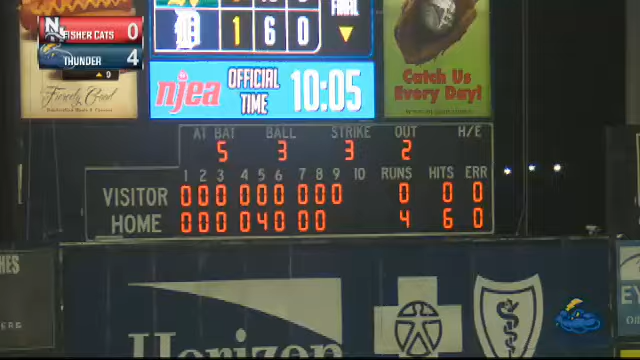 NH FISHER CATS 0
THUNDER 4
▲ 9
FINAL
D 1 6 0
njea OFFICIAL TIME 10:05
Catch Us
Every Day!
AT BAT BALL STRIKE OUT H/E
5 3 3 2
1 2 3 4 5 6 7 8 9 10 RUNS HITS ERR
VISITOR 0 0 0 0 0 0 0 0 0 0 0 0
HOME 0 0 0 0 4 0 0 0 4 6 0
Horizon